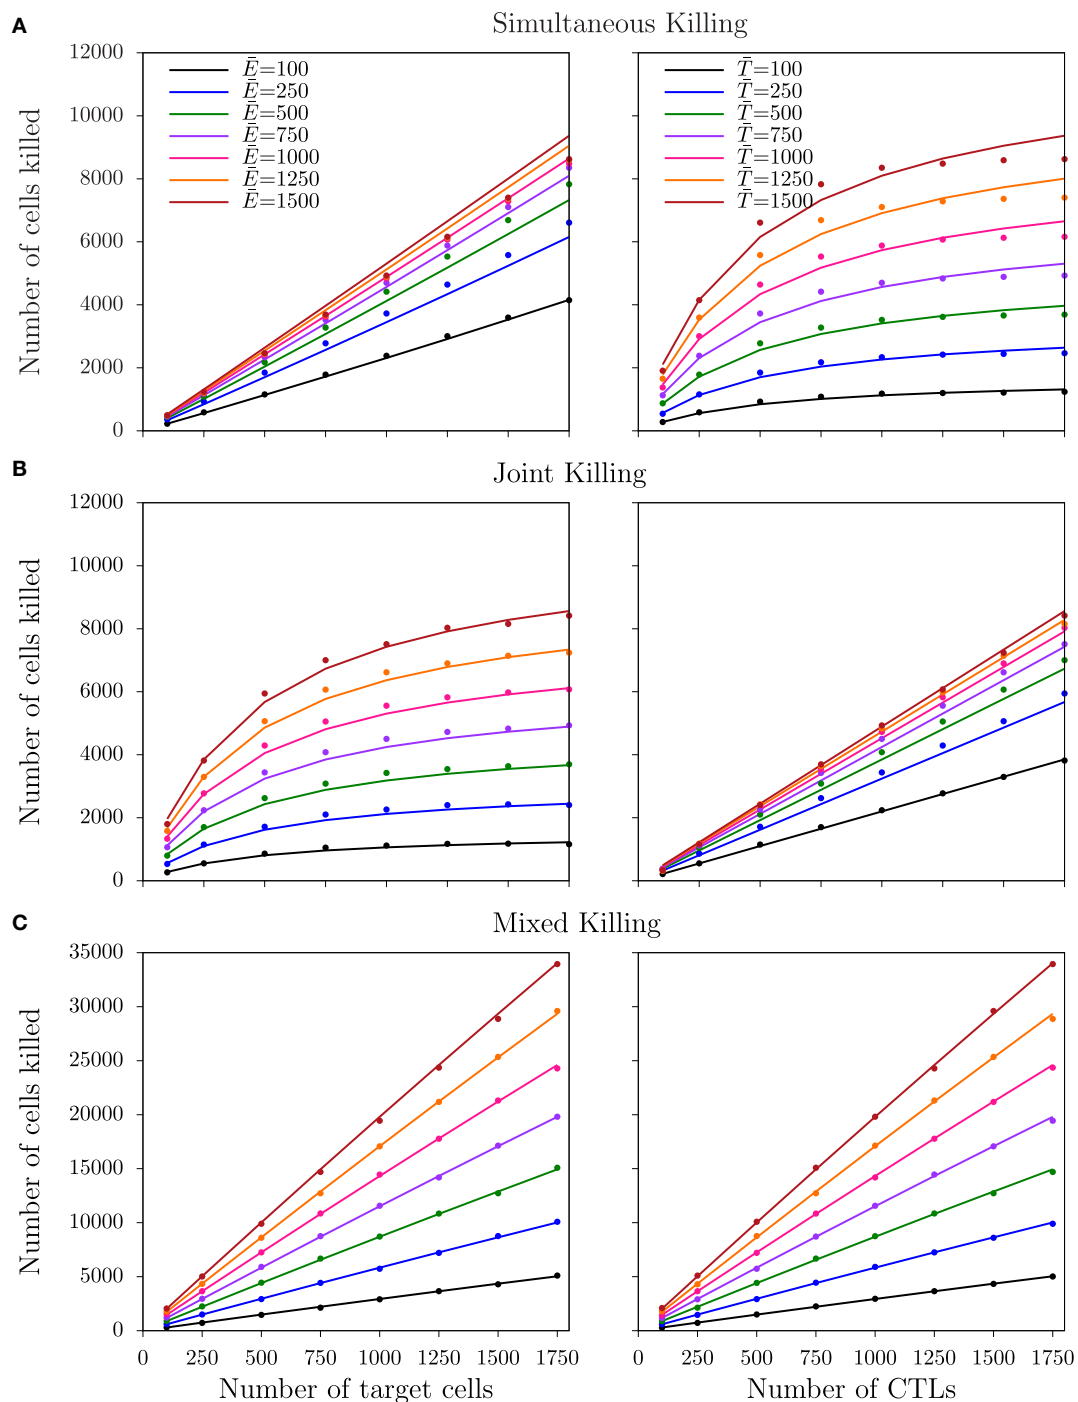 A
Simultaneous Killing
Number of cells killed
12000
10000
8000
6000
4000
2000
0
Ē=100
Ē=250
Ē=500
Ē=750
Ē=1000
Ē=1250
Ē=1500
T̄=100
T̄=250
T̄=500
T̄=750
T̄=1000
T̄=1250
T̄=1500
B
Joint Killing
Number of cells killed
12000
10000
8000
6000
4000
2000
0
C
Mixed Killing
Number of cells killed
35000
30000
25000
20000
15000
10000
5000
0
0 250 500 750 1000 1250 1500 1750
Number of target cells
0 250 500 750 1000 1250 1500 1750
Number of CTLs